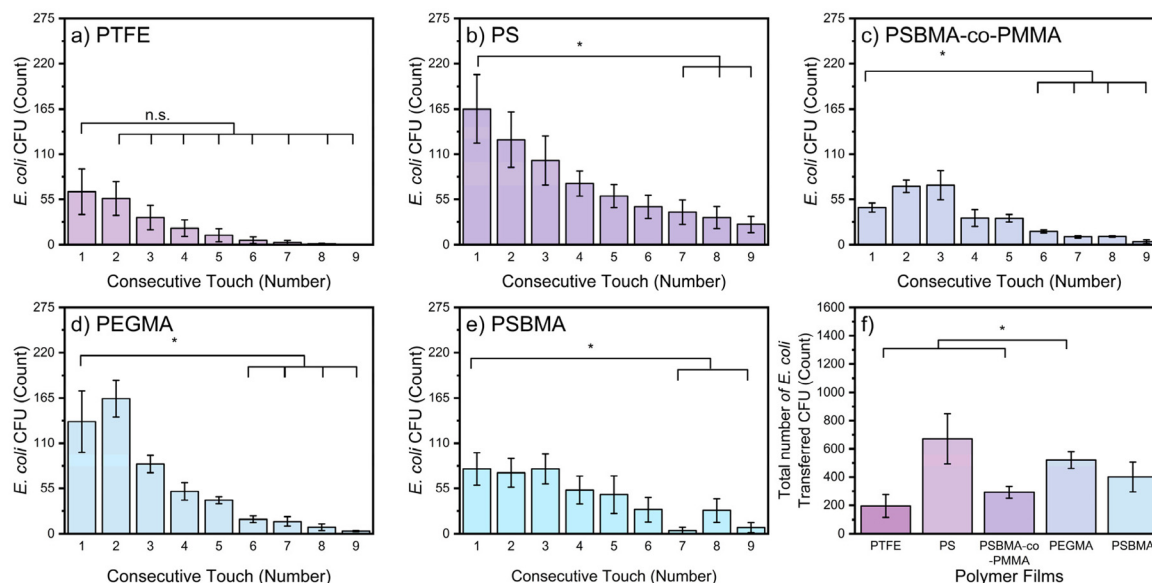 a) PTFE
275
220
165
110
55
0
n.s.
E. coli CFU (Count)
1 2 3 4 5 6 7 8 9
Consecutive Touch (Number)
b) PS
275
220
165
110
55
0
*
E. coli CFU (Count)
1 2 3 4 5 6 7 8 9
Consecutive Touch (Number)
c) PSBMA-co-PMMA
275
220
165
110
55
0
*
E. coli CFU (Count)
1 2 3 4 5 6 7 8 9
Consecutive Touch (Number)
d) PEGMA
275
220
165
110
55
0
*
E. coli CFU (Count)
1 2 3 4 5 6 7 8 9
Consecutive Touch (Number)
e) PSBMA
275
220
165
110
55
0
*
E. coli CFU (Count)
1 2 3 4 5 6 7 8 9
Consecutive Touch (Number)
f)
1600
1400
1200
1000
800
600
400
200
0
*
Total number of E. coli
Transferred CFU (Count)
PTFE PS PSBMA-co PEGMA PSBMA
-PMMA
Polymer Films